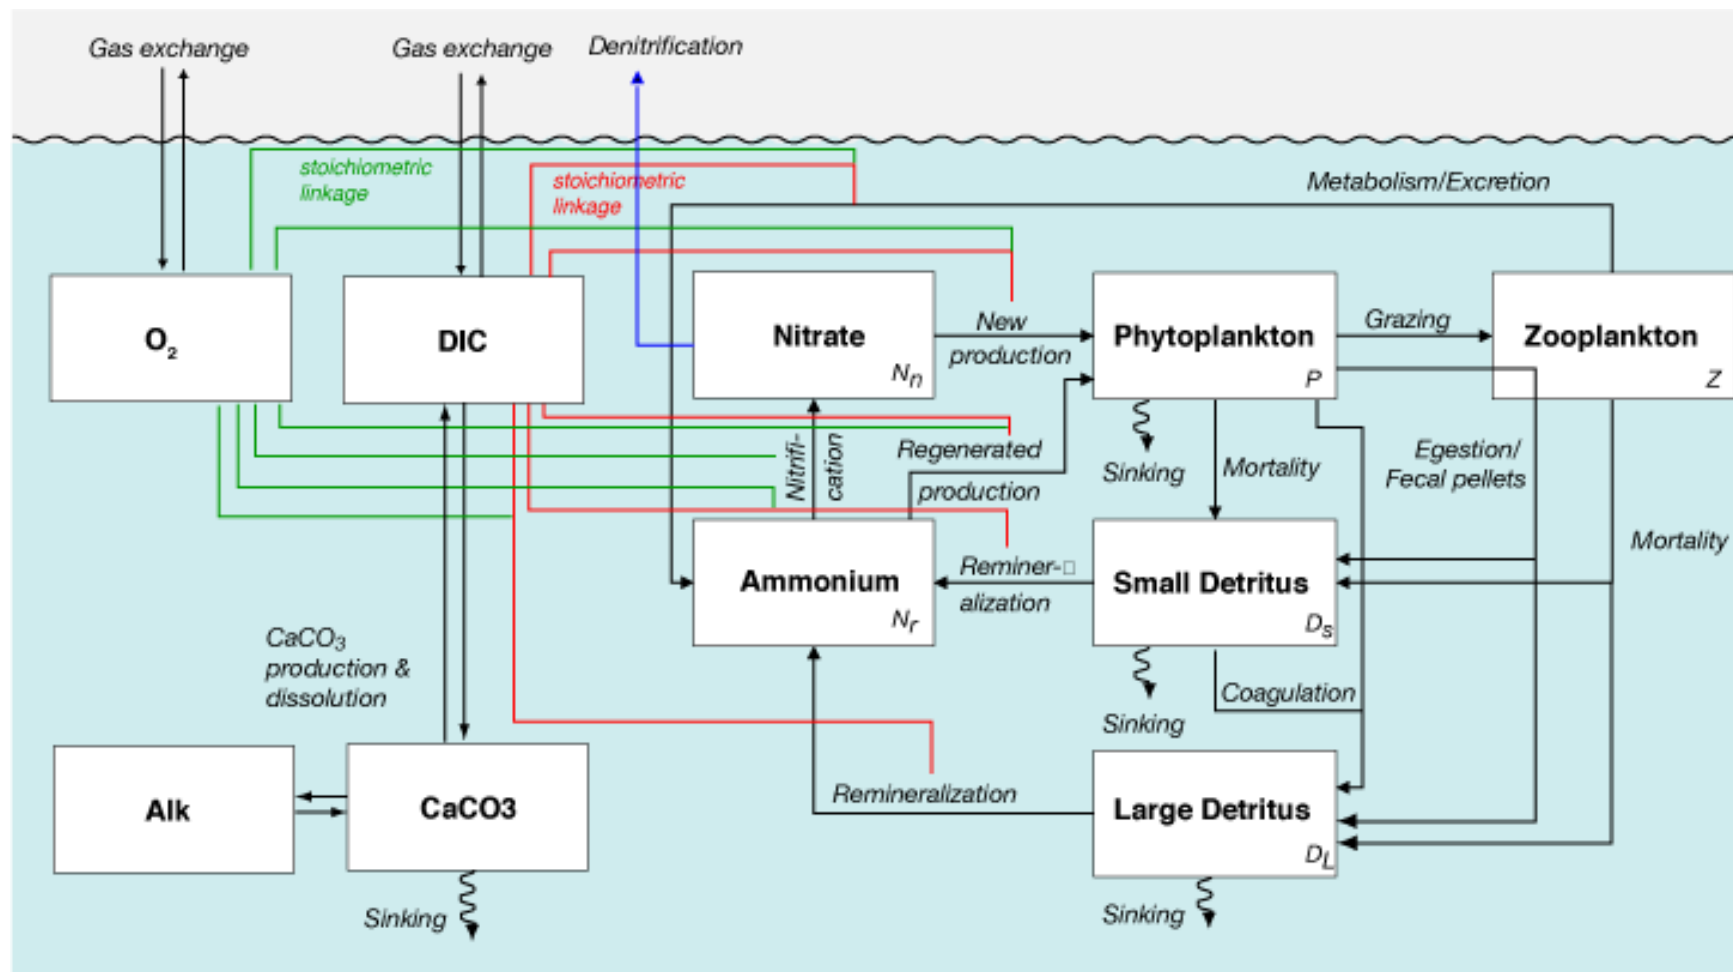 Gas exchange
Gas exchange
Denitrification
stoichiometric
linkage
stoichiometric
linkage
Metabolism/Excretion
O₂
DIC
Nitrate
Nn
New
production
Phytoplankton
P
Grazing
Zooplankton
Z
Nitrifi-
cation
Regenerated
production
Sinking
Mortality
Egestion/
Fecal pellets
Mortality
Ammonium
Nr
Reminer-□
alization
Small Detritus
Ds
CaCO₃
production &
dissolution
Sinking
Coagulation
Alk
CaCO3
Remineralization
Large Detritus
DL
Sinking
Sinking